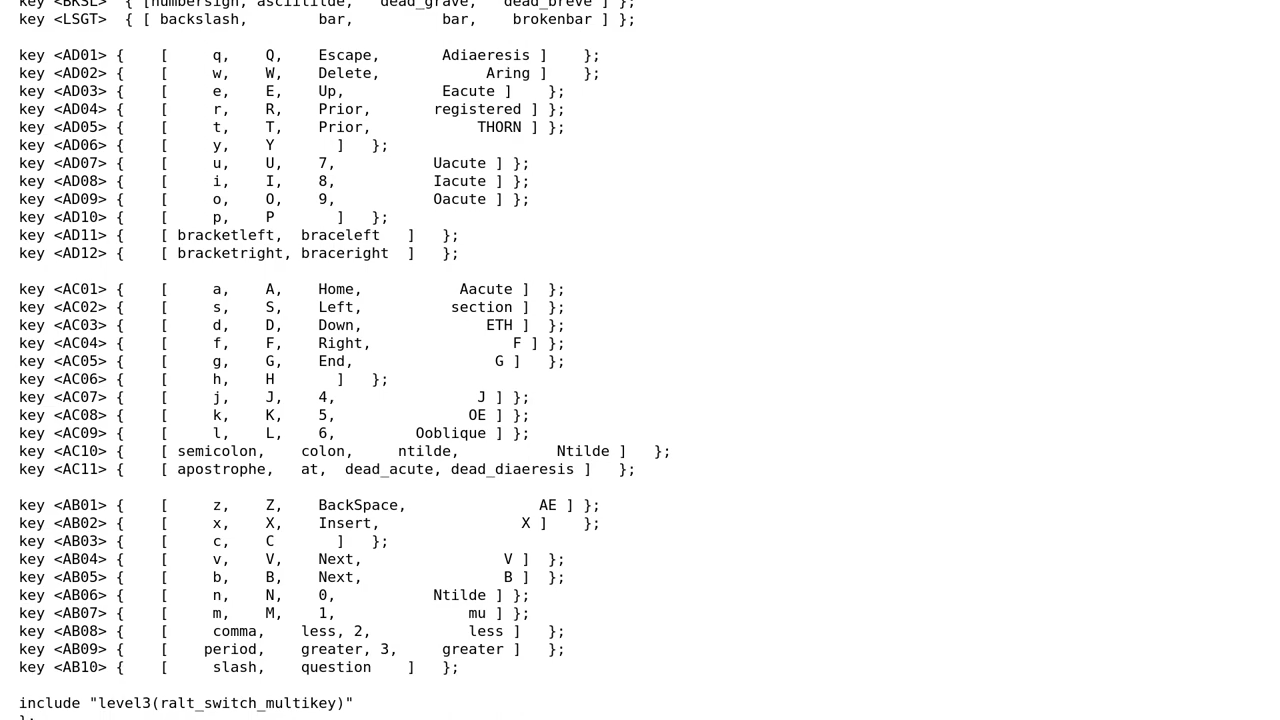 key <BKSL>  { [numbersign, asciitilde,   dead_grave,   dead_breve ] };
key <LSGT>  { [ backslash,        bar,           bar,    brokenbar ] };

key <AD01> {    [     q,    Q,    Escape,       Adiaeresis ]    };
key <AD02> {    [     w,    W,    Delete,            Aring ]    };
key <AD03> {    [     e,    E,    Up,           Eacute ]    };
key <AD04> {    [     r,    R,    Prior,       registered ] };
key <AD05> {    [     t,    T,    Prior,            THORN ] };
key <AD06> {    [     y,    Y       ]   };
key <AD07> {    [     u,    U,    7,           Uacute ] };
key <AD08> {    [     i,    I,    8,           Iacute ] };
key <AD09> {    [     o,    O,    9,           Oacute ] };
key <AD10> {    [     p,    P       ]   };
key <AD11> {    [ bracketleft,  braceleft   ]   };
key <AD12> {    [ bracketright, braceright  ]   };

key <AC01> {    [     a,    A,    Home,           Aacute ]  };
key <AC02> {    [     s,    S,    Left,          section ]  };
key <AC03> {    [     d,    D,    Down,              ETH ]  };
key <AC04> {    [     f,    F,    Right,                F ] };
key <AC05> {    [     g,    G,    End,                G ]   };
key <AC06> {    [     h,    H       ]   };
key <AC07> {    [     j,    J,    4,                J ] };
key <AC08> {    [     k,    K,    5,               OE ] };
key <AC09> {    [     l,    L,    6,         Ooblique ] };
key <AC10> {    [ semicolon,    colon,     ntilde,           Ntilde ]   };
key <AC11> {    [ apostrophe,   at,  dead_acute, dead_diaeresis ]   };

key <AB01> {    [     z,    Z,    BackSpace,               AE ] };
key <AB02> {    [     x,    X,    Insert,                X ]    };
key <AB03> {    [     c,    C       ]   };
key <AB04> {    [     v,    V,    Next,                V ]  };
key <AB05> {    [     b,    B,    Next,                B ]  };
key <AB06> {    [     n,    N,    0,           Ntilde ] };
key <AB07> {    [     m,    M,    1,               mu ] };
key <AB08> {    [     comma,    less, 2,           less ]   };
key <AB09> {    [    period,    greater, 3,     greater ]   };
key <AB10> {    [     slash,    question    ]   };

include "level3(ralt_switch_multikey)"
};